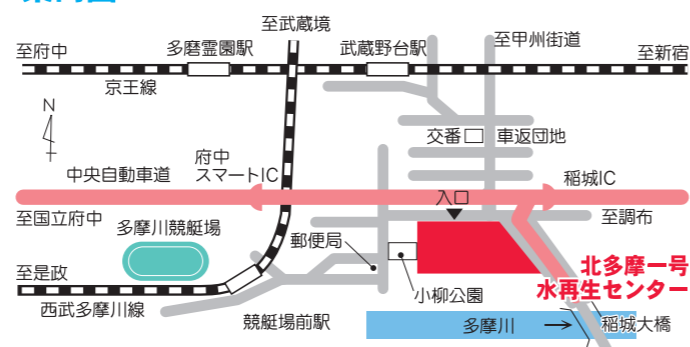 至武蔵境
至府中
多磨霊園駅
武蔵野台駅
至甲州街道
至新宿
京王線
N
交番
車返団地
中央自動車道
府中
スマートIC
稲城IC
入口
至国立府中
多摩川競艇場
至調布
郵便局
至是政
北多摩一号
水再生センター
小柳公園
西武多摩川線
競艇場前駅
多摩川
稲城大橋